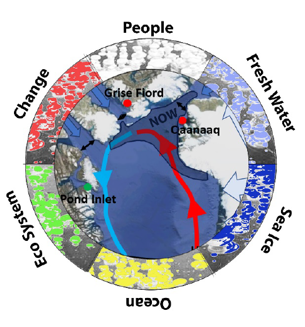 People
Change
Fresh Water
Grise Fiord
NOW
Qaanaaq
Pond Inlet
Eco System
Sea Ice
Ocean